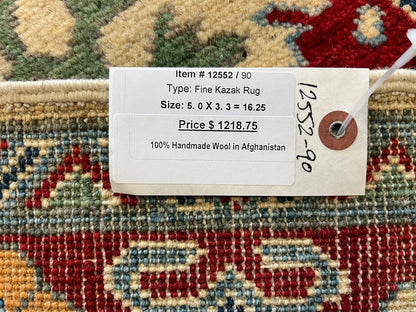 Item # 12552 / 90
Type: Fine Kazak Rug
Size: 5. 0 X 3. 3 = 16.25
Price $ 1218.75
100% Handmade Wool in Afghanistan
12552-90